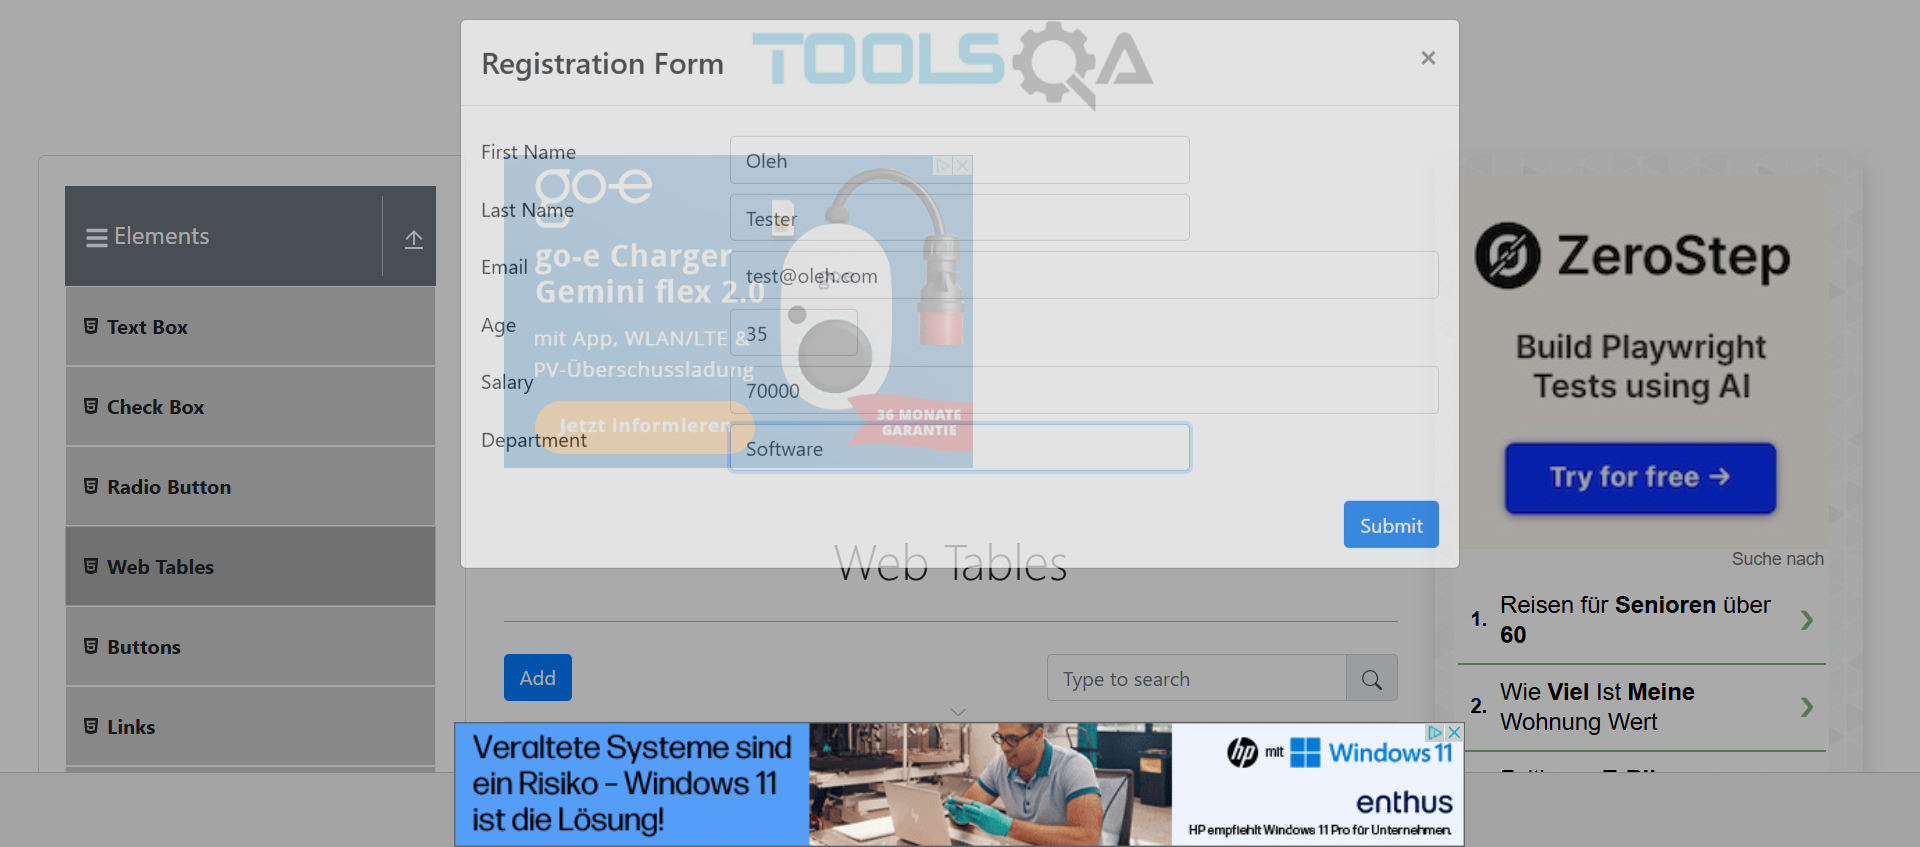 TOOLSQA
Registration Form
×
First Name
Oleh
Last Name
Tester
Email
test@oleh.com
Age
35
Salary
70000
Department
Software
Submit
go-e
go-e Charger
Gemini flex 2.0
mit App, WLAN/LTE &
PV-Überschussladung
Jetzt Informieren
36 MONATE
GARANTIE
go-e
Elements
Text Box
Check Box
Radio Button
Web Tables
Buttons
Links
Web Tables
Add
Type to search
ZeroStep
Build Playwright
Tests using AI
Try for free →
Suche nach
1. Reisen für Senioren über
60
2. Wie Viel Ist Meine
Wohnung Wert
Veraltete Systeme sind
ein Risiko – Windows 11
ist die Lösung!
hp mit Windows 11
enthus
HP empfiehlt Windows 11 Pro für Unternehmen.